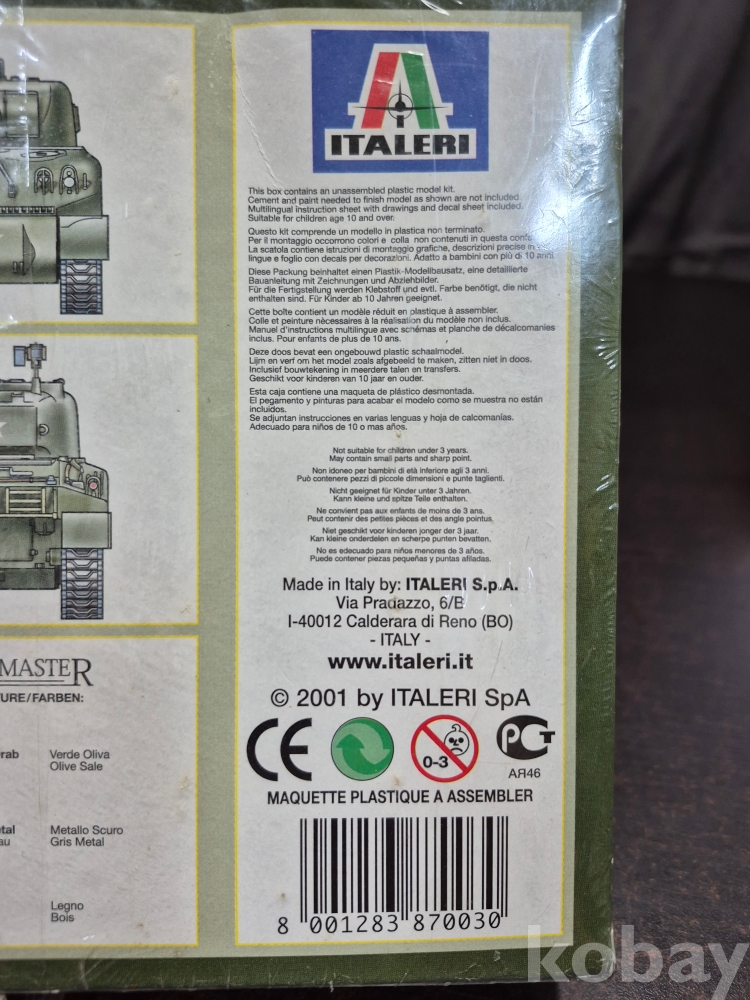 ITALERI
This box contains an unassembled plastic model kit.
Cement and paint needed to finish model as shown are not included.
Multilingual instruction sheet with drawings and decal sheet included.
Suitable for children age 10 and over.
Questo kit comprende un modello in plastica non terminato.
Per il montaggio occorrono colori e colla non contenuti in questa
La scatola contiene istruzioni di montaggio grafiche, descrizioni precise in
lingue e foglio con decals per decorazioni. Adatto a bambini con più di 10 anni
Diese Packung beinhaltet einen Plastik-Modellbausatz, eine detaillierte
Bauanleitung mit Zeichnungen und Abziehbilder.
Für die Fertigstellung werden Klebstoff und evtl. Farbe benötigt, die nicht
enthalten sind. Für Kinder ab 10 Jahren geeignet.
Cette boîte contient un modèle réduit en plastique à assembler.
Colle et peinture nècessaires à la réalisation du modèle non inclus.
Manuel d'instructions multilingue avec schémas et planche de décalcomanies
inclus. Pour enfants de plus de 10 ans.
Deze doos bevat een ongebouwd plastic schaalmodel.
Lijm en verf om het model zoals afgebeeld te maken, zitten niet in doos.
Inclusief bouwtekening in meerdere talen en transfers.
Geschikt voor kinderen van 10 jaar en ouder.
Esta caja contiene una maqueta de plástico desmontada.
El pegamento y pinturas para acabar el modelo como se muestra no están
incluidos.
Se adjuntan instrucciones en varias lenguas y hoja de calcomanías.
Adecuado para niños de 10 o mas años.
Not suitable for children under 3 years.
May contain small parts and sharp point.
Non idoneo per bambini di età inferiore agli 3 anni.
Può contenere pezzi di piccole dimensioni e punte taglienti.
Nicht geeignet für Kinder unter 3 Jahren.
Kann kleine und spitze Teile enthalten.
Ne convient pas aux enfants de moins de 3 ans.
Peut contenir des petites pièces et des angle pointus.
Niet geschikt voor kinderen jonger de 3 jaar.
Kan kleine onderdelen en scherpe punten bevatten.
No es edecuado para niños menores de 3 años.
Puede contener piezas pequeñas y puntas afiladas.
Made in Italy by: ITALERI S.p.A.
Via Pradazzo, 6/B
I-40012 Calderara di Reno (BO)
- ITALY -
www.italeri.it
© 2001 by ITALERI SpA
CE
0-3
РСТ
АЯ46
MAQUETTE PLASTIQUE A ASSEMBLER
8 001283 870030
MASTER
URE/FARBEN:
rab
Verde Oliva
Olive Sale
tal
au
Metallo Scuro
Gris Metal
Legno
Bois
kobay